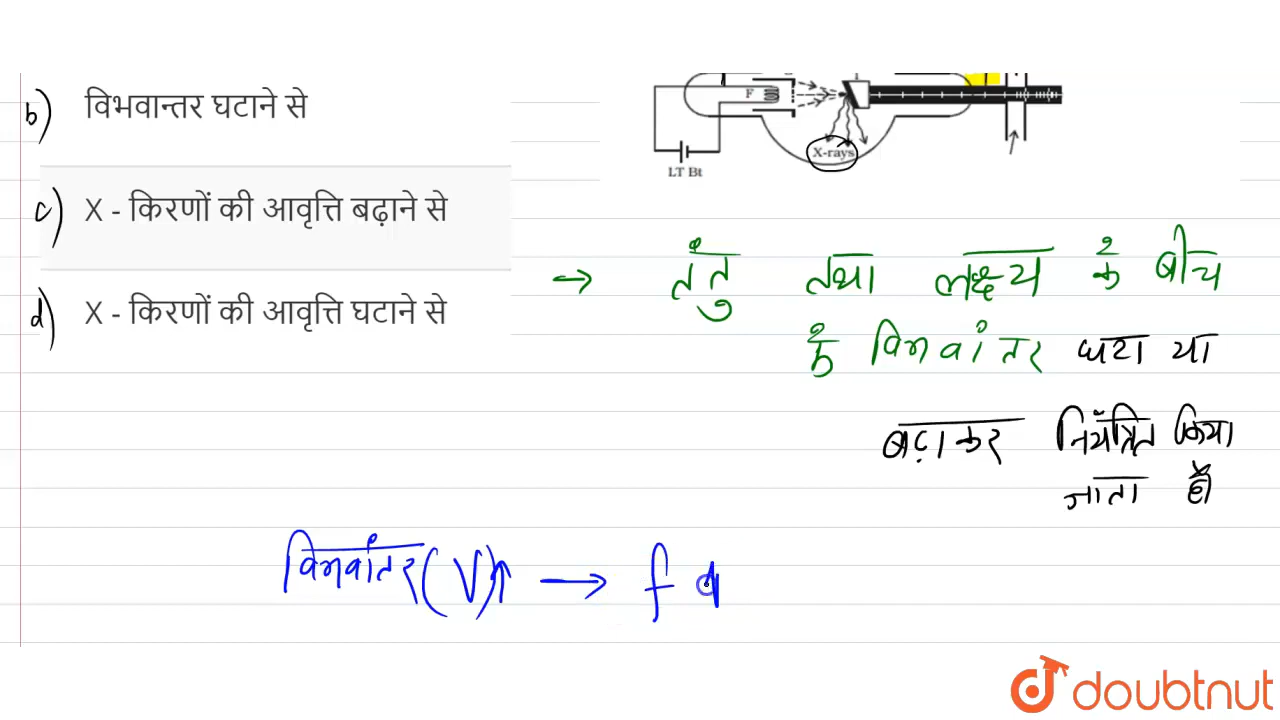 b) विभवान्तर घटाने से
c) X - किरणों की आवृत्ति बढ़ाने से
d) X - किरणों की आवृत्ति घटाने से
F
X-rays
LT Bt
→ तंतु तथा लक्ष्य के बीच
के विभवांतर घटा या
बढ़ाकर नियंत्रित किया
जाता है
विभवांतर (V)↑ → f
doubtnut